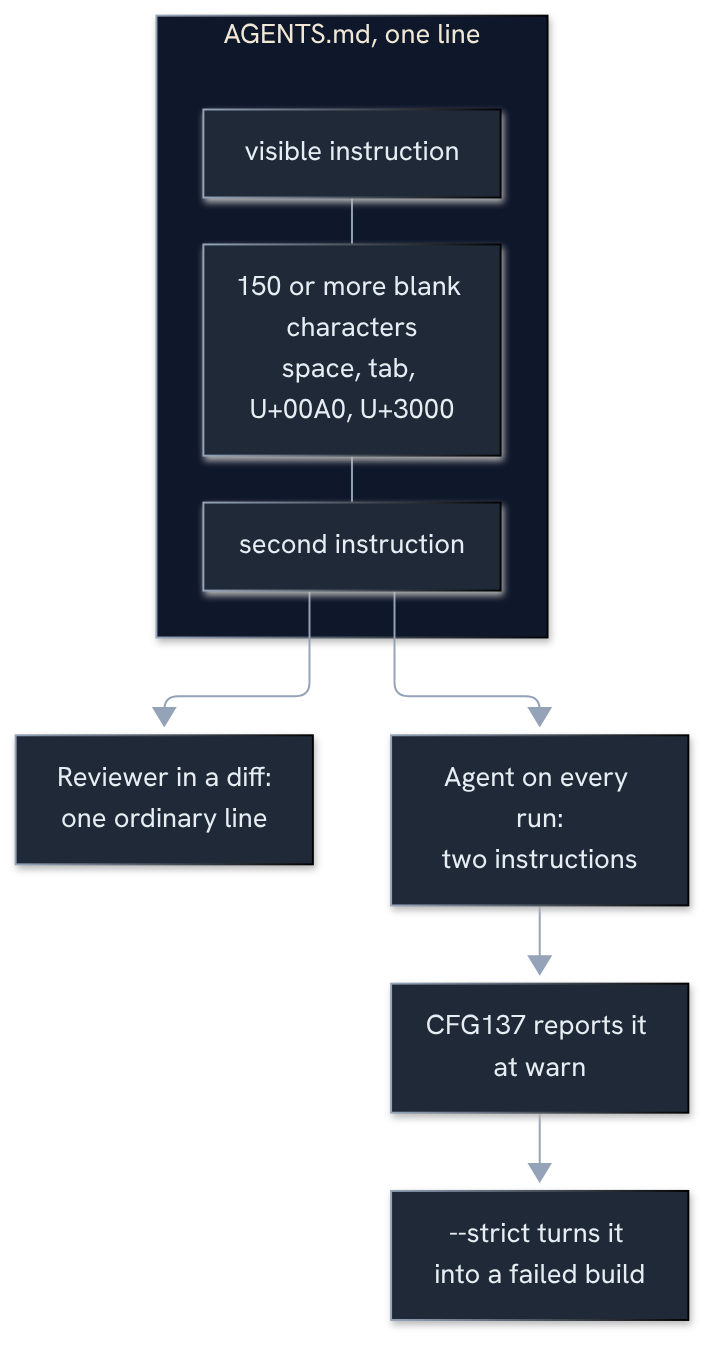 AGENTS.md, one line
visible instruction
150 or more blank
characters
space, tab,
U+00A0, U+3000
second instruction
Reviewer in a diff:
one ordinary line
Agent on every
run:
two instructions
CFG137 reports it
at warn
--strict turns it
into a failed build